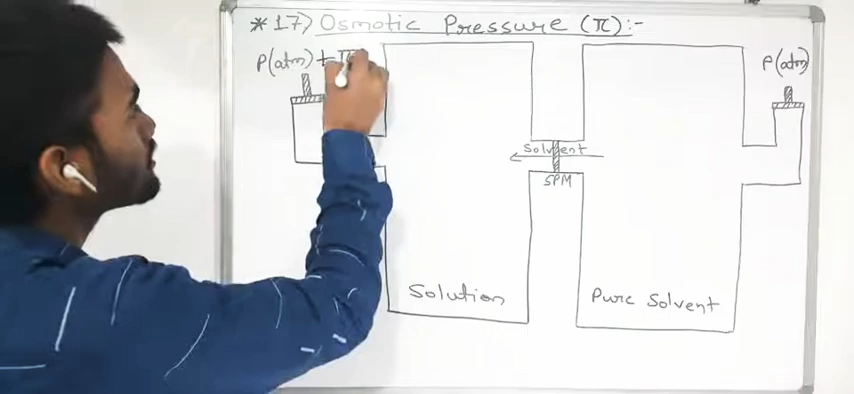 * 17) Osmotic Pressure (π) :-
P(atm) + π
P(atm)
Solvent
SPM
Solution
Pure Solvent